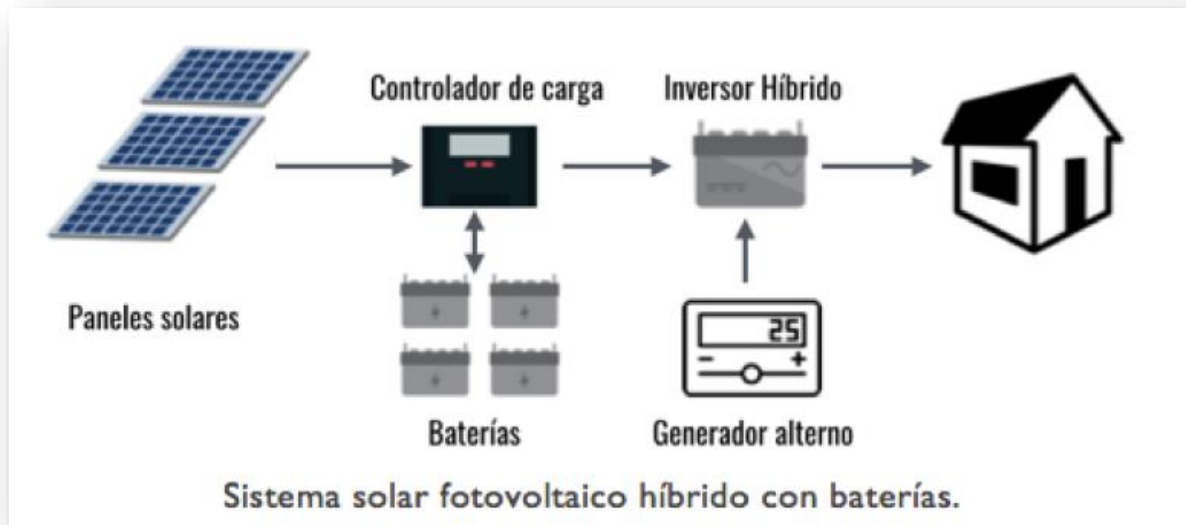 Controlador de carga
Inversor Híbrido
Paneles solares
25
- +
Baterías
Generador alterno
Sistema solar fotovoltaico híbrido con baterías.